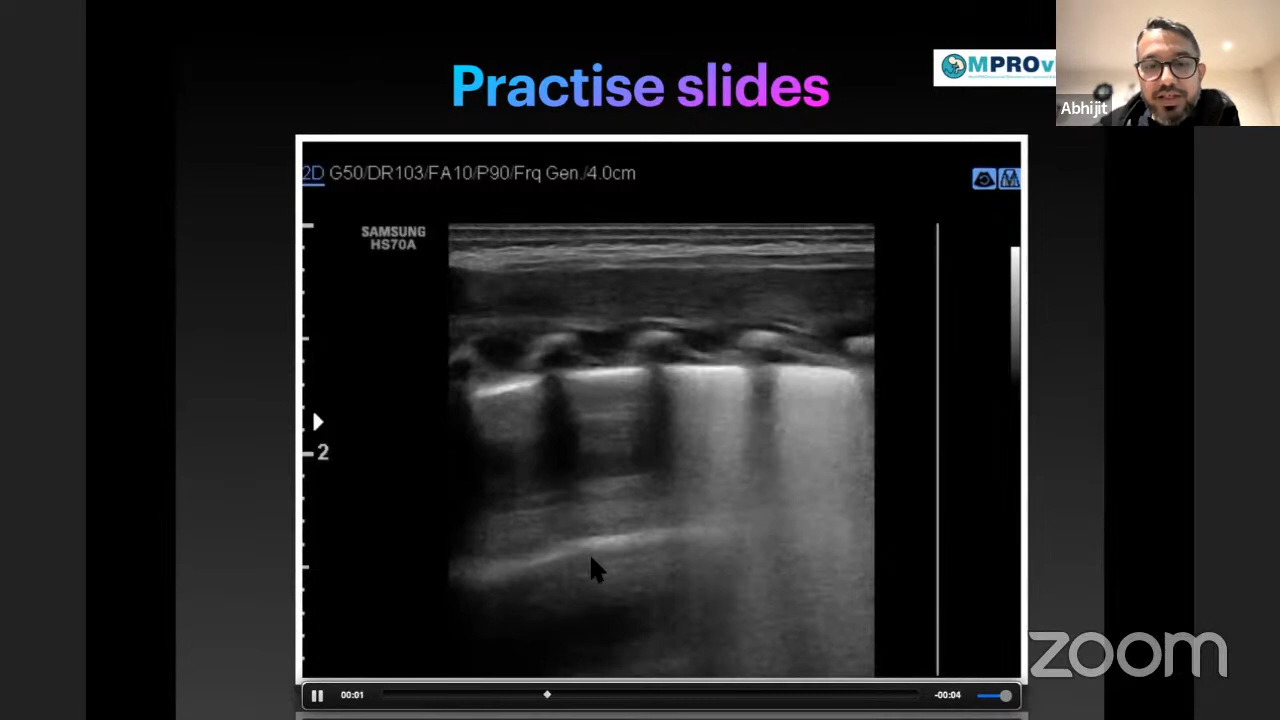 Practise slides
MPROv
Abhijit
2D G50/DR103/FA10/P90/Frq Gen./4.0cm
SAMSUNG
HS70A
2
zoom
00:01
-00:04